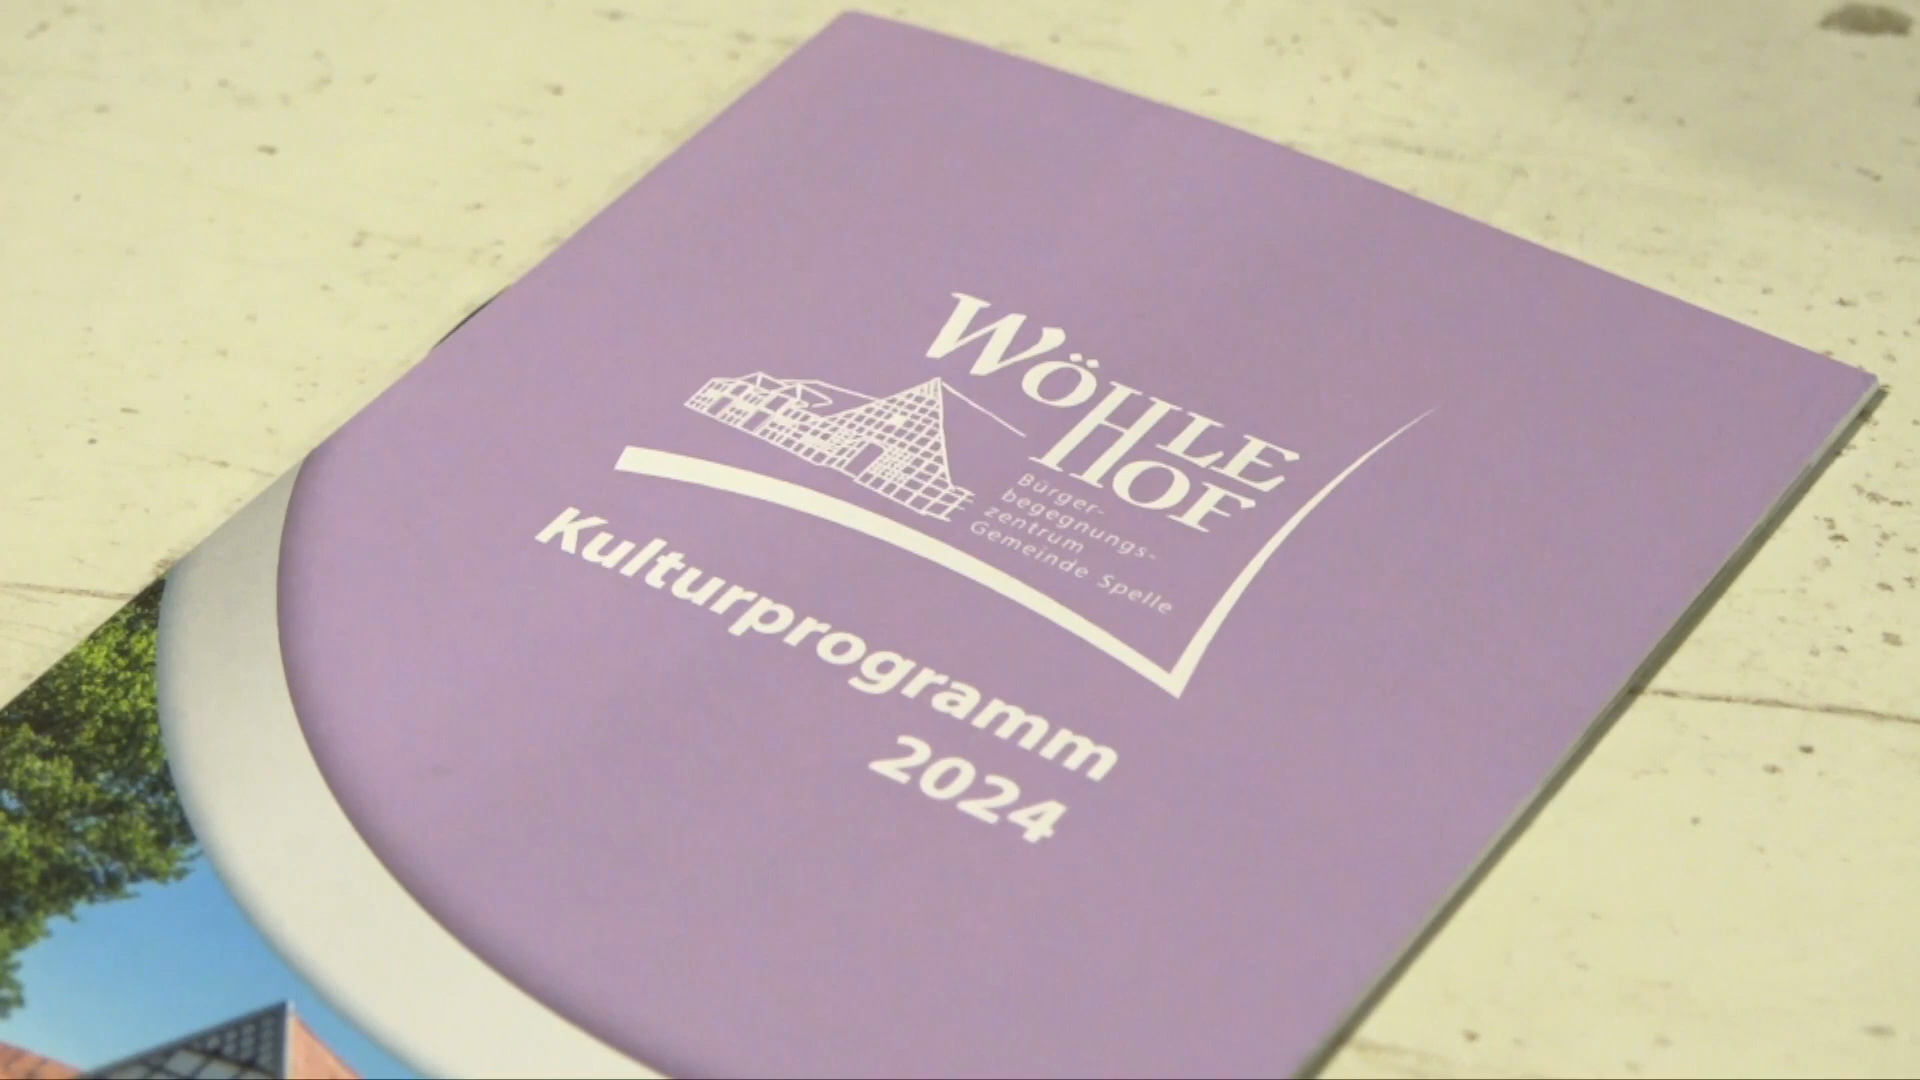 WÖHLE
HOF
Bürger-
begegnungs-
zentrum
Gemeinde Spelle
Kulturprogramm
2024